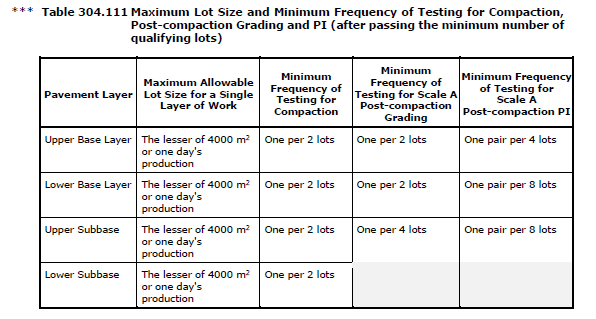 *** Table 304.111 Maximum Lot Size and Minimum Frequency of Testing for Compaction,
Post-compaction Grading and PI (after passing the minimum number of
qualifying lots)
Pavement Layer
Maximum Allowable
Lot Size for a Single
Layer of Work
Minimum
Frequency of
Testing for
Compaction
Minimum
Frequency of
Testing for Scale A
Post-compaction
Grading
Minimum Frequency
of Testing for
Scale A
Post-compaction PI
Upper Base Layer
The lesser of 4000 m²
or one day's
production
One per 2 lots
One per 2 lots
One pair per 4 lots
Lower Base Layer
The lesser of 4000 m²
or one day's
production
One per 2 lots
One per 2 lots
One pair per 8 lots
Upper Subbase
The lesser of 4000 m²
or one day's
production
One per 2 lots
One per 4 lots
One pair per 8 lots
Lower Subbase
The lesser of 4000 m²
or one day's
production
One per 2 lots